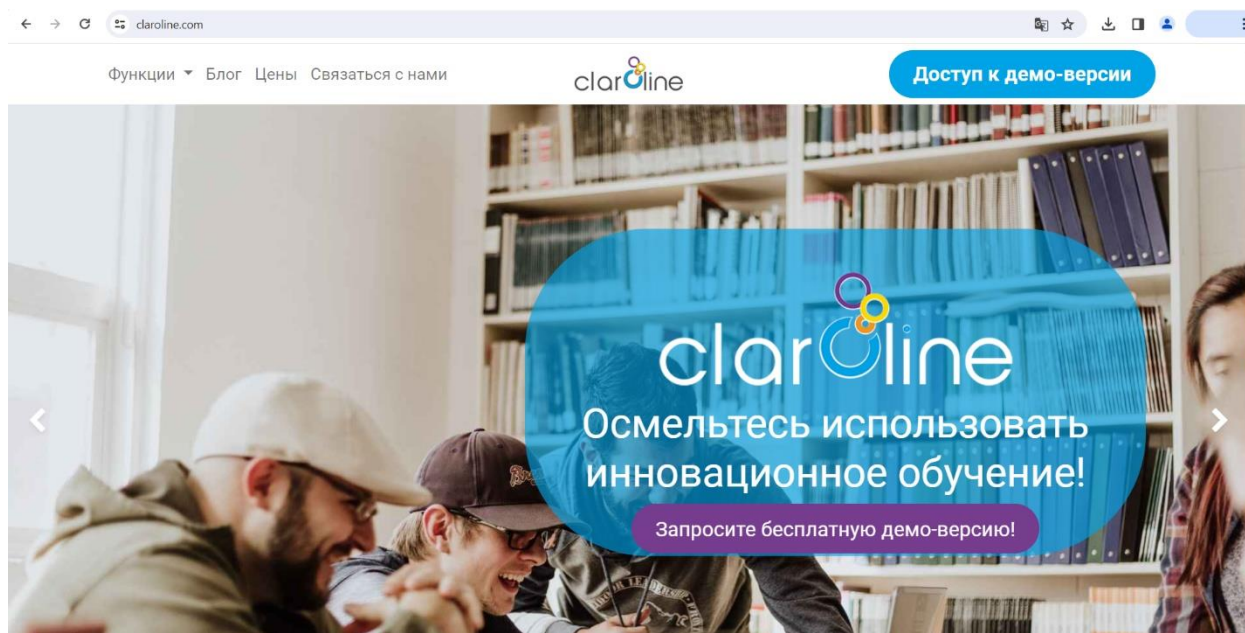 claroline.com
Функции Блог Цены Связаться с нами
claroline
Доступ к демо-версии
claroline
Осмельтесь использовать
инновационное обучение!
Запросите бесплатную демо-версию!